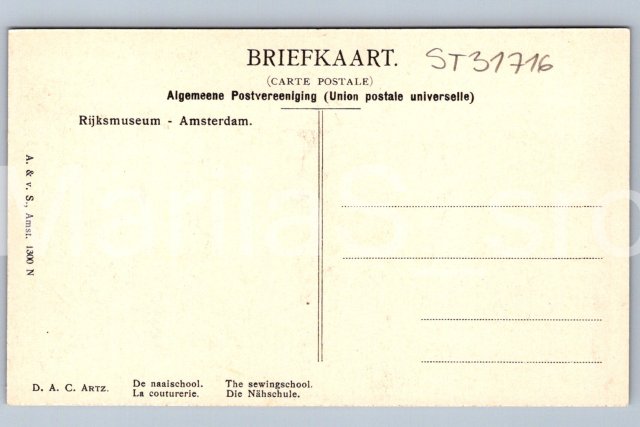 BRIEFKAART.
ST31716
(CARTE POSTALE)
Algemeene Postvereeniging (Union postale universelle)
Rijksmuseum - Amsterdam.
A. & v. S., Amst. 1300 N
D. A. C. ARTZ.
De naaischool. The sewingschool.
La couturerie. Die Nähschule.